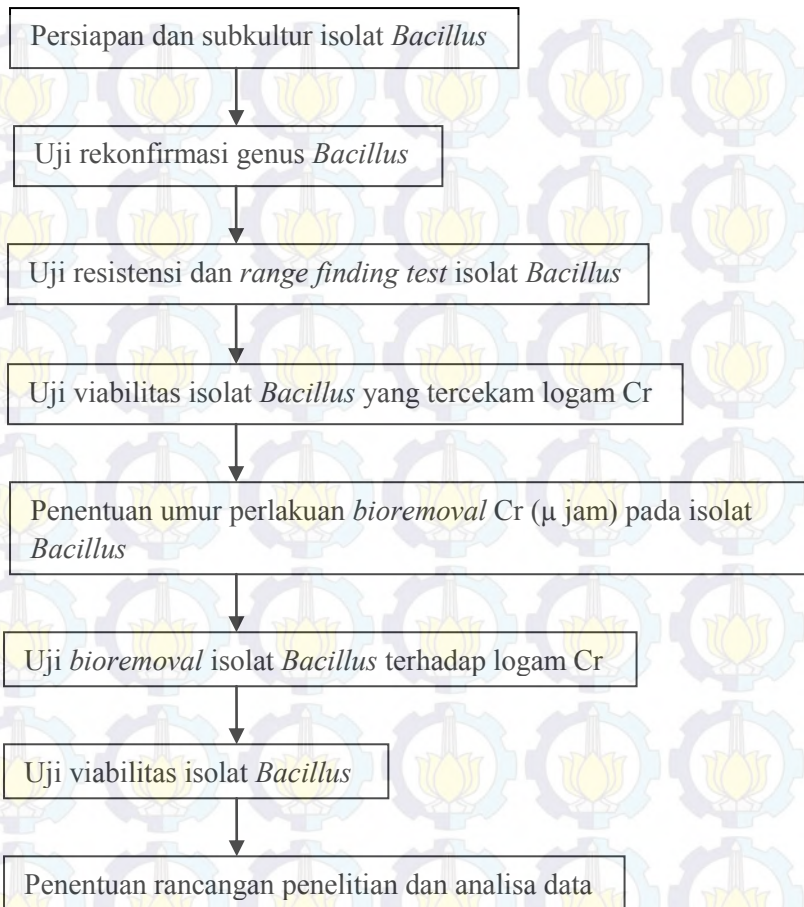 Persiapan dan subkultur isolat Bacillus
Uji rekonfirmasi genus Bacillus
Uji resistensi dan range finding test isolat Bacillus
Uji viabilitas isolat Bacillus yang tercekam logam Cr
Penentuan umur perlakuan bioremoval Cr (µ jam) pada isolat
Bacillus
Uji bioremoval isolat Bacillus terhadap logam Cr
Uji viabilitas isolat Bacillus
Penentuan rancangan penelitian dan analisa data